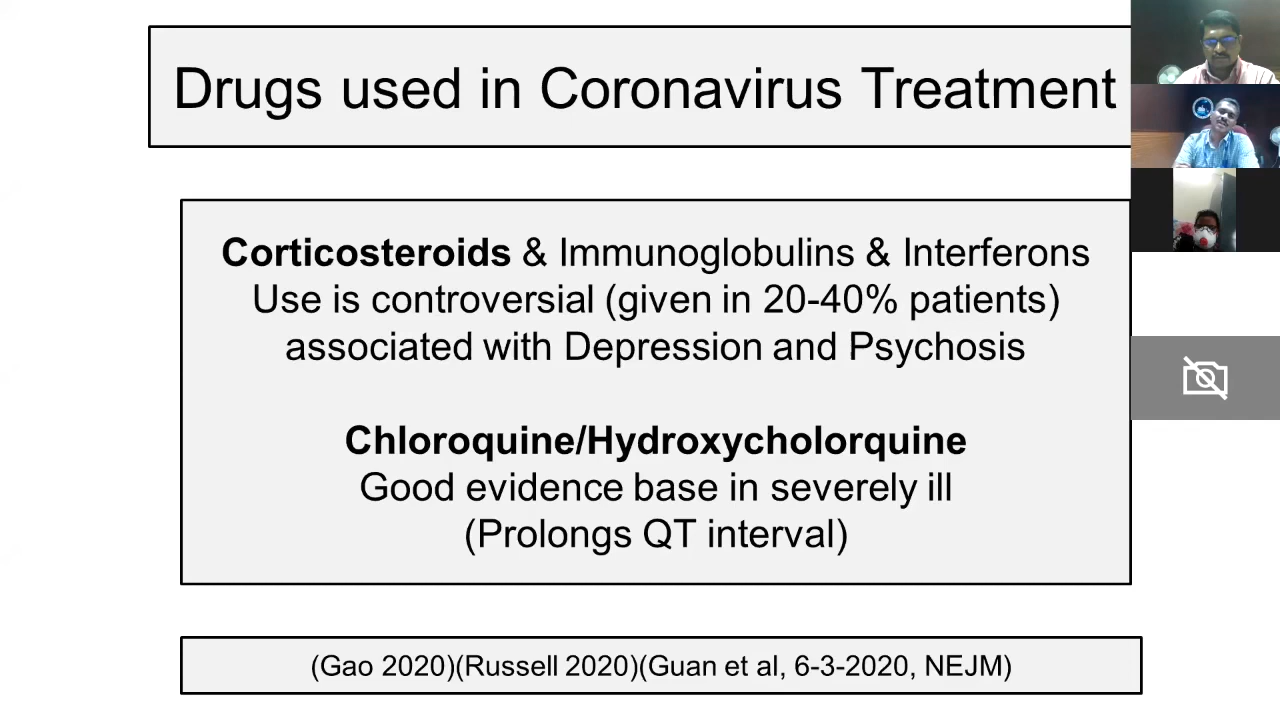 Drugs used in Coronavirus Treatment
Corticosteroids & Immunoglobulins & Interferons
Use is controversial (given in 20-40% patients)
associated with Depression and Psychosis
Chloroquine/Hydroxycholorquine
Good evidence base in severely ill
(Prolongs QT interval)
(Gao 2020)(Russell 2020)(Guan et al, 6-3-2020, NEJM)